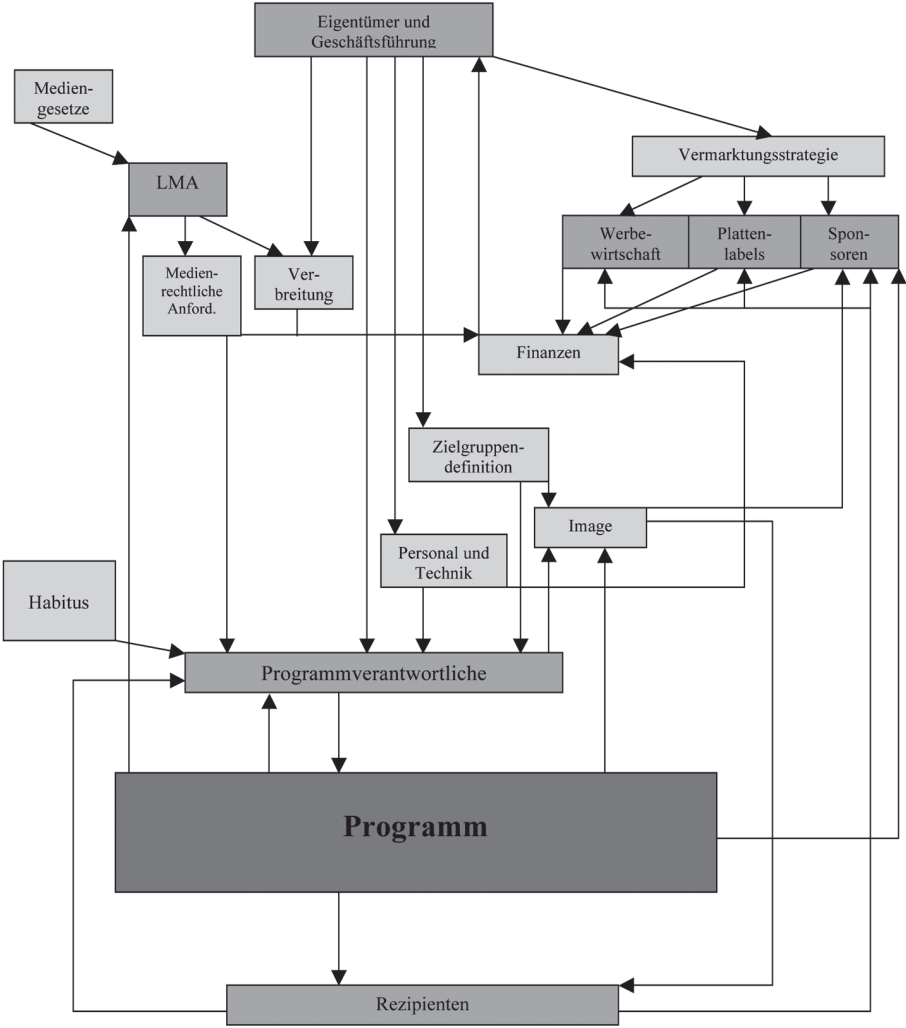 Eigentümer und
Geschäftsführung
Medien-
gesetze
Vermarktungsstrategie
LMA
Werbe-
wirtschaft
Platten-
labels
Spon-
soren
Medien-
rechtliche
Anford.
Ver-
breitung
Finanzen
Zielgruppen-
definition
Image
Personal und
Technik
Habitus
Programmverantwortliche
Programm
Rezipienten